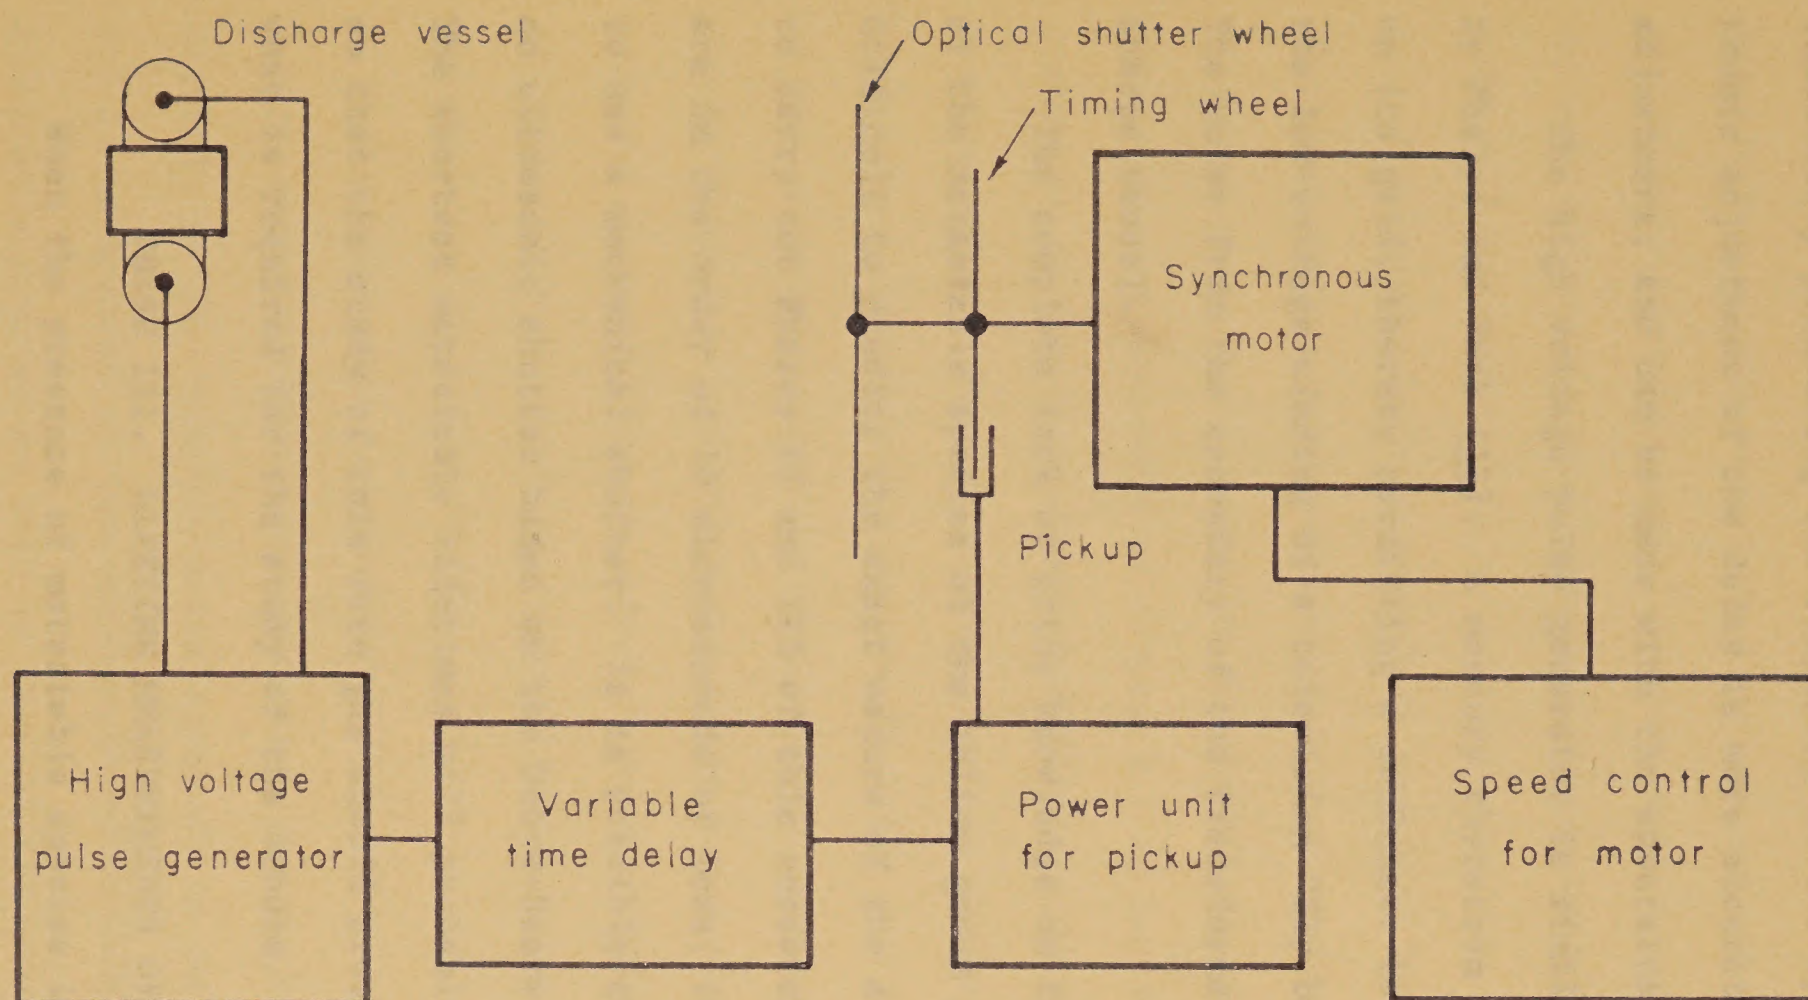 Discharge vessel
Optical shutter wheel
Timing wheel
Synchronous
motor
Pickup
High voltage
pulse generator
Variable
time delay
Power unit
for pickup
Speed control
for motor